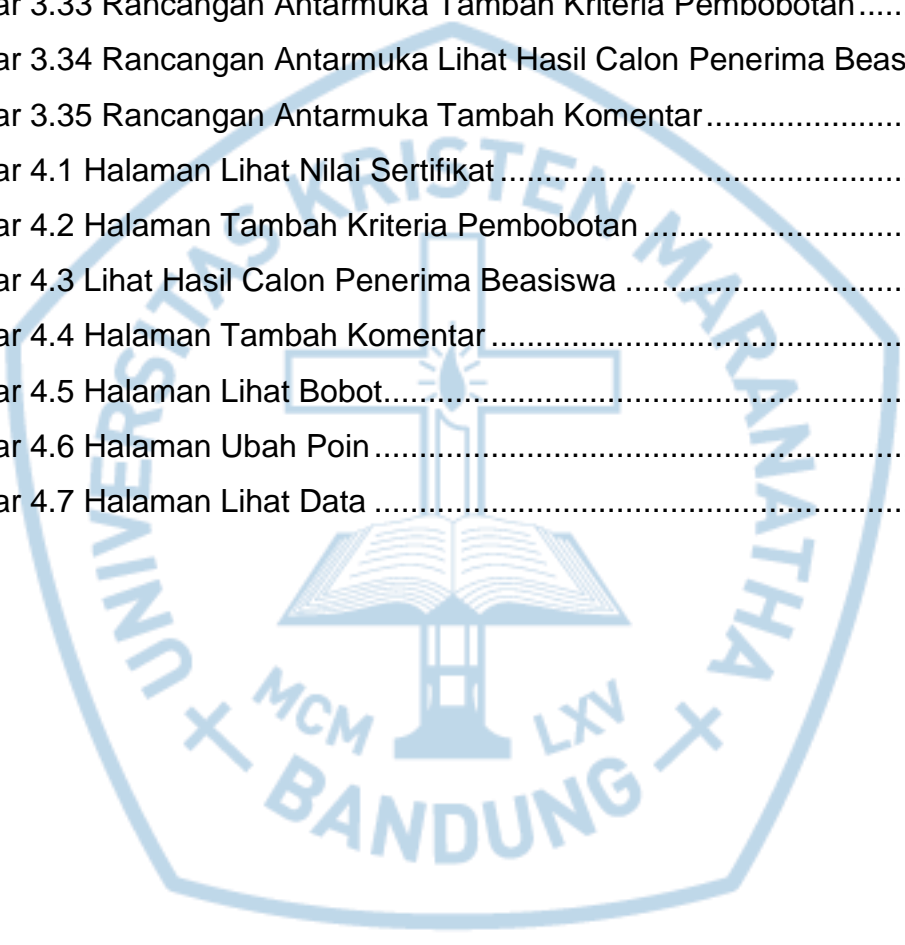 ar 3.33 Rancangan Antarmuka Tambah Kriteria Pembobotan.....
ar 3.34 Rancangan Antarmuka Lihat Hasil Calon Penerima Beas
ar 3.35 Rancangan Antarmuka Tambah Komentar......................
ar 4.1 Halaman Lihat Nilai Sertifikat..............................................
ar 4.2 Halaman Tambah Kriteria Pembobotan.............................
ar 4.3 Lihat Hasil Calon Penerima Beasiswa ...............................
ar 4.4 Halaman Tambah Komentar...............................................
ar 4.5 Halaman Lihat Bobot...........................................................
ar 4.6 Halaman Ubah Poin............................................................
ar 4.7 Halaman Lihat Data ............................................................
UNIVERSITAS KRISTEN MARANATHA
MCM LXV
BANDUNG